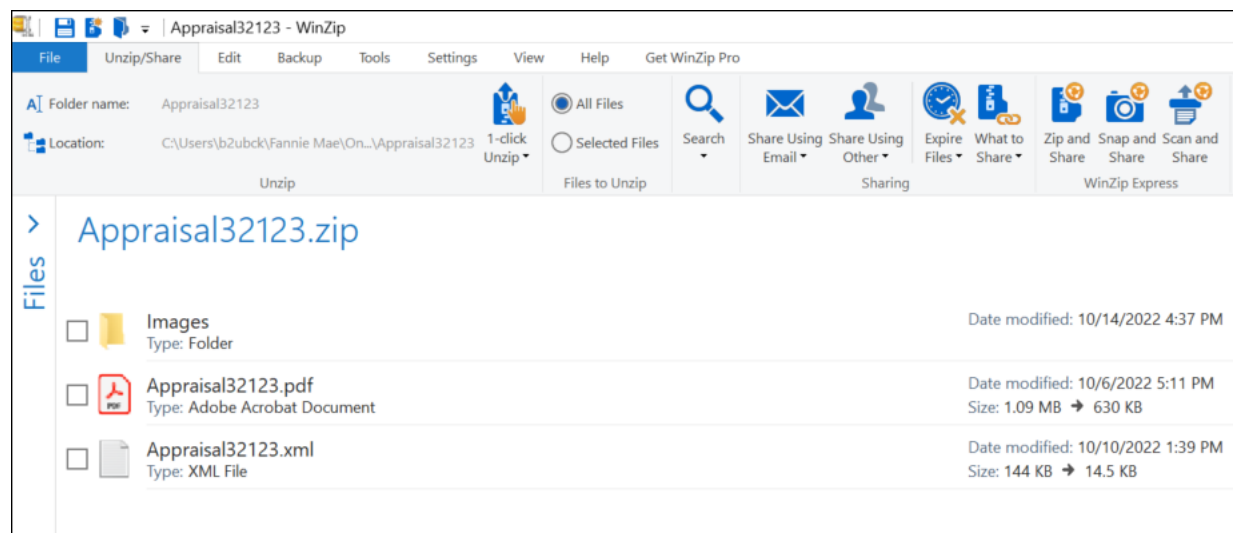 Appraisal32123 - WinZip
File Unzip/Share Edit Backup Tools Settings View Help Get WinZip Pro
Folder name: Appraisal32123
Location: C:\Users\b2ubck\Fannie Mae\On...\Appraisal32123
1-click
Unzip
Unzip
All Files
Selected Files
Files to Unzip
Search
Share Using
Email
Share Using
Other
Expire
Files
What to
Share
Sharing
Zip and
Share
Snap and
Share
Scan and
Share
WinZip Express
Files
Appraisal32123.zip
Images
Type: Folder
Date modified: 10/14/2022 4:37 PM
Appraisal32123.pdf
Type: Adobe Acrobat Document
Date modified: 10/6/2022 5:11 PM
Size: 1.09 MB → 630 KB
PDF
Appraisal32123.xml
Type: XML File
Date modified: 10/10/2022 1:39 PM
Size: 144 KB → 14.5 KB